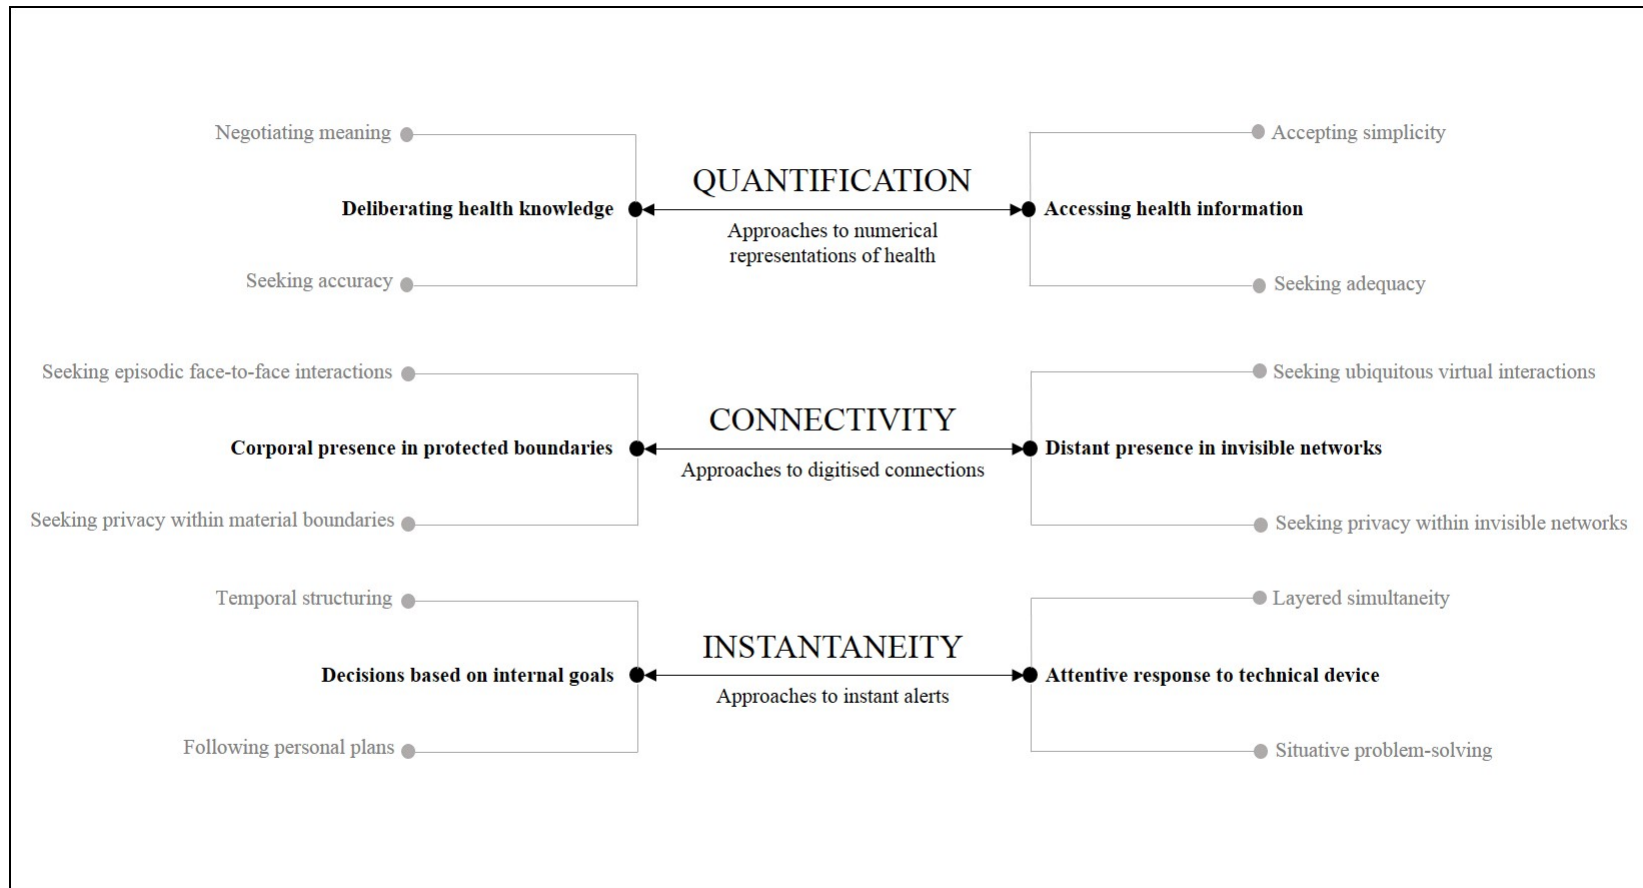 Negotiating meaning
Accepting simplicity
QUANTIFICATION
Deliberating health knowledge
Accessing health information
Approaches to numerical
representations of health
Seeking accuracy
Seeking adequacy
Seeking episodic face-to-face interactions
Seeking ubiquitous virtual interactions
CONNECTIVITY
Corporal presence in protected boundaries
Distant presence in invisible networks
Approaches to digitised connections
Seeking privacy within material boundaries
Seeking privacy within invisible networks
Temporal structuring
Layered simultaneity
INSTANTANEITY
Decisions based on internal goals
Attentive response to technical device
Approaches to instant alerts
Following personal plans
Situative problem-solving